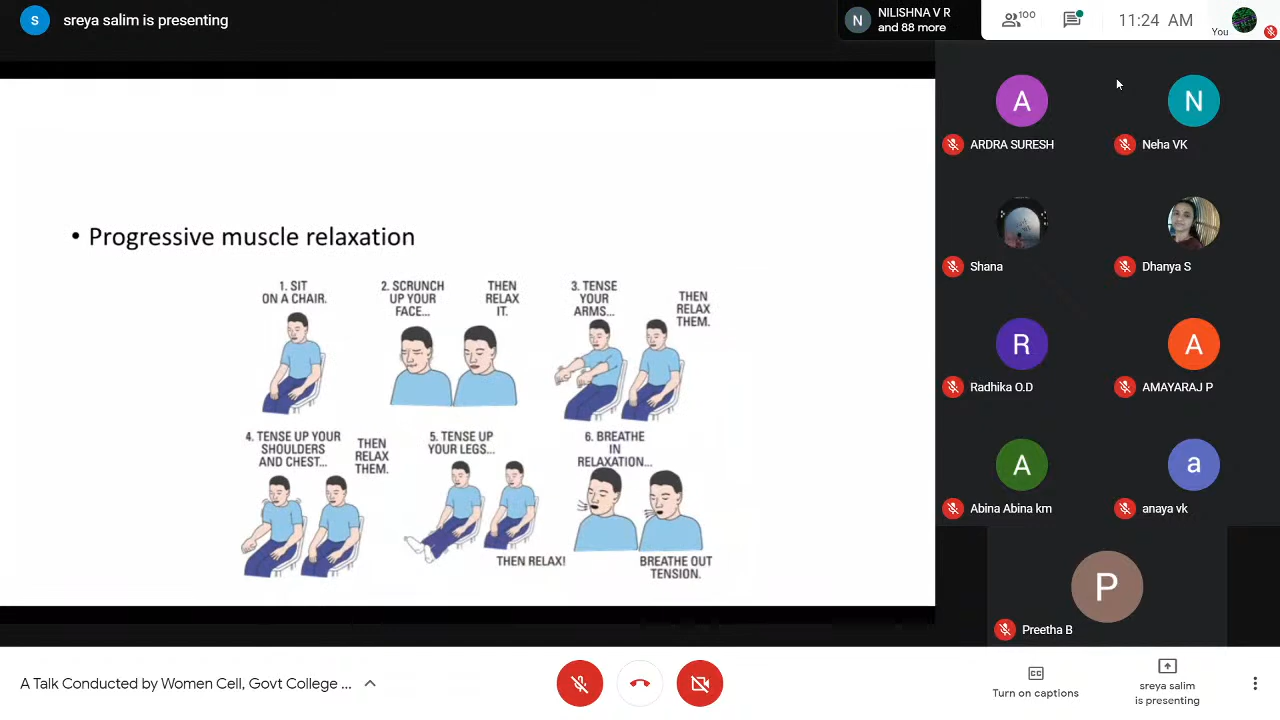 S sreya salim is presenting
N NILISHNA V R
and 88 more
100
11:24 AM
You
• Progressive muscle relaxation
1. SIT
ON A CHAIR.
2. SCRUNCH
UP YOUR
FACE...
THEN
RELAX
IT.
3. TENSE
YOUR
ARMS...
THEN
RELAX
THEM.
4. TENSE UP YOUR
SHOULDERS
AND CHEST...
THEN
RELAX
THEM.
5. TENSE UP
YOUR LEGS...
THEN RELAX!
6. BREATHE
IN
RELAXATION...
BREATHE OUT
TENSION.
A
ARDRA SURESH
N
Neha VK
Shana
Dhanya S
R
Radhika O.D
A
AMAYARAJ P
A
Abina Abina km
a
anaya vk
P
Preetha B
A Talk Conducted by Women Cell, Govt College ...
CC
Turn on captions
sreya salim
is presenting